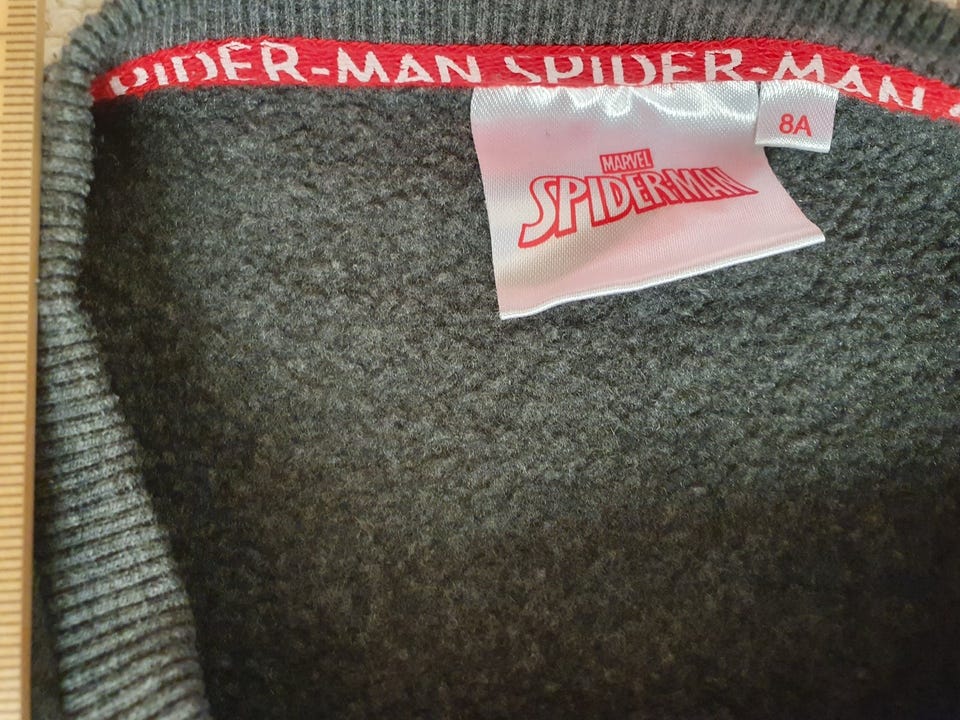 PIDER-MAN SPIDER-MAN
8A
MARVEL
SPIDER-MAN